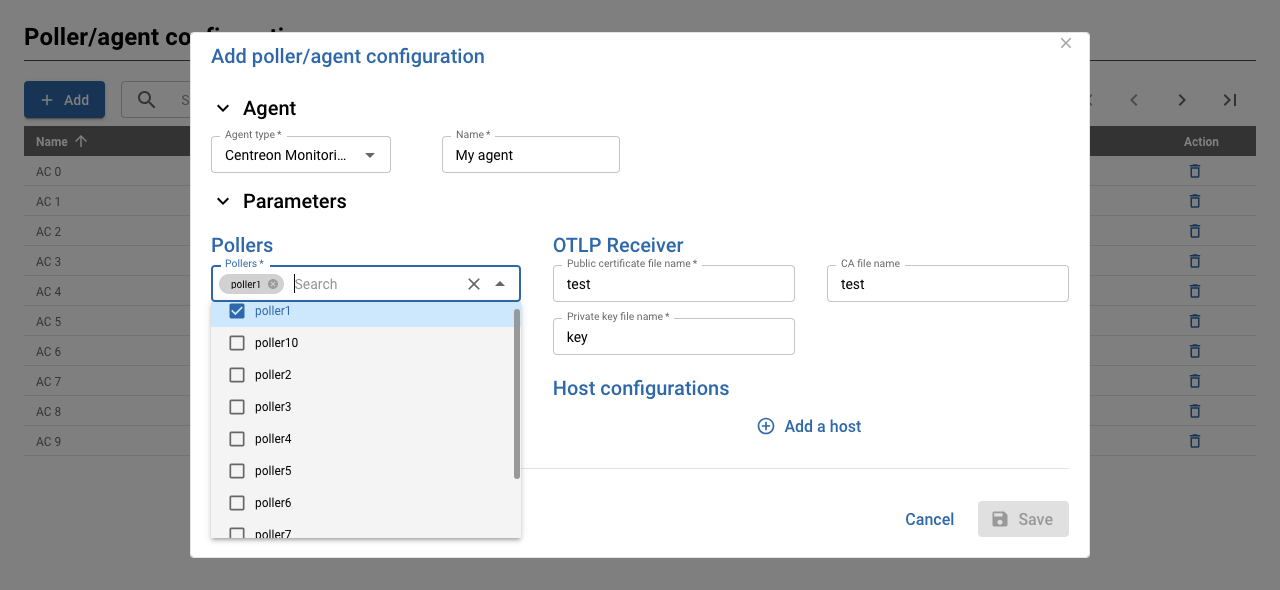 Poller/agent co
Add poller/agent configuration
Add
Agent
Agent type *
Centreon Monitori...
Name *
My agent
Name
Action
AC 0
AC 1
AC 2
AC 3
AC 4
AC 5
AC 6
AC 7
AC 8
AC 9
Parameters
Pollers
Pollers *
poller1
Search
poller1
poller10
poller2
poller3
poller4
poller5
poller6
poller7
OTLP Receiver
Public certificate file name *
test
CA file name
test
Private key file name *
key
Host configurations
Add a host
Cancel
Save